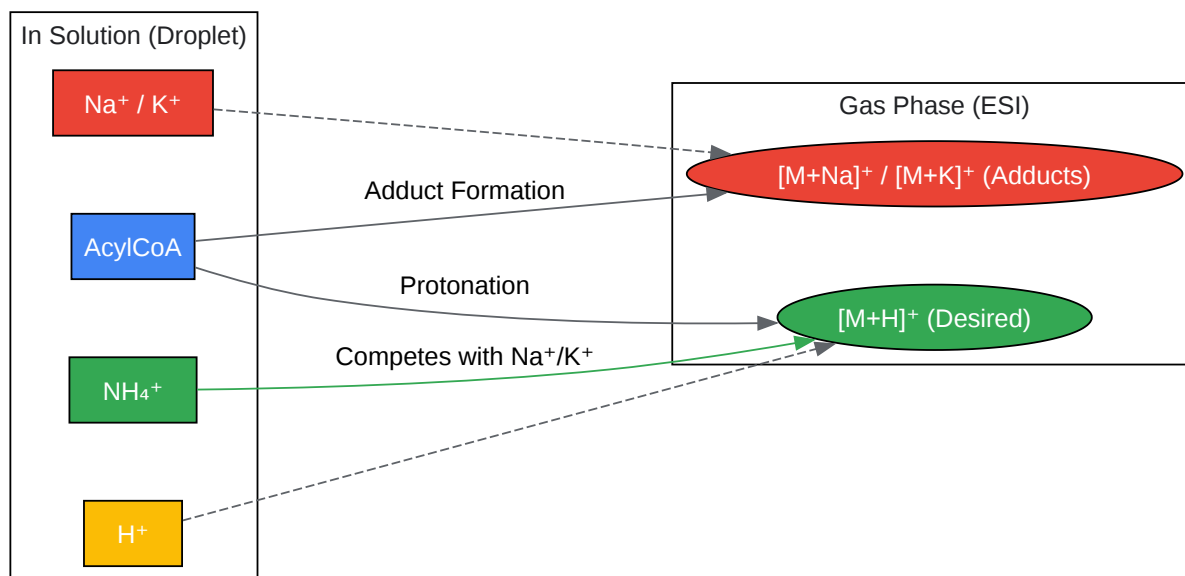 In Solution (Droplet)
Na⁺ / K⁺
AcylCoA
NH₄⁺
H⁺
Adduct Formation
Protonation
Competes with Na⁺/K⁺
Gas Phase (ESI)
[M+Na]⁺ / [M+K]⁺ (Adducts)
[M+H]⁺ (Desired)